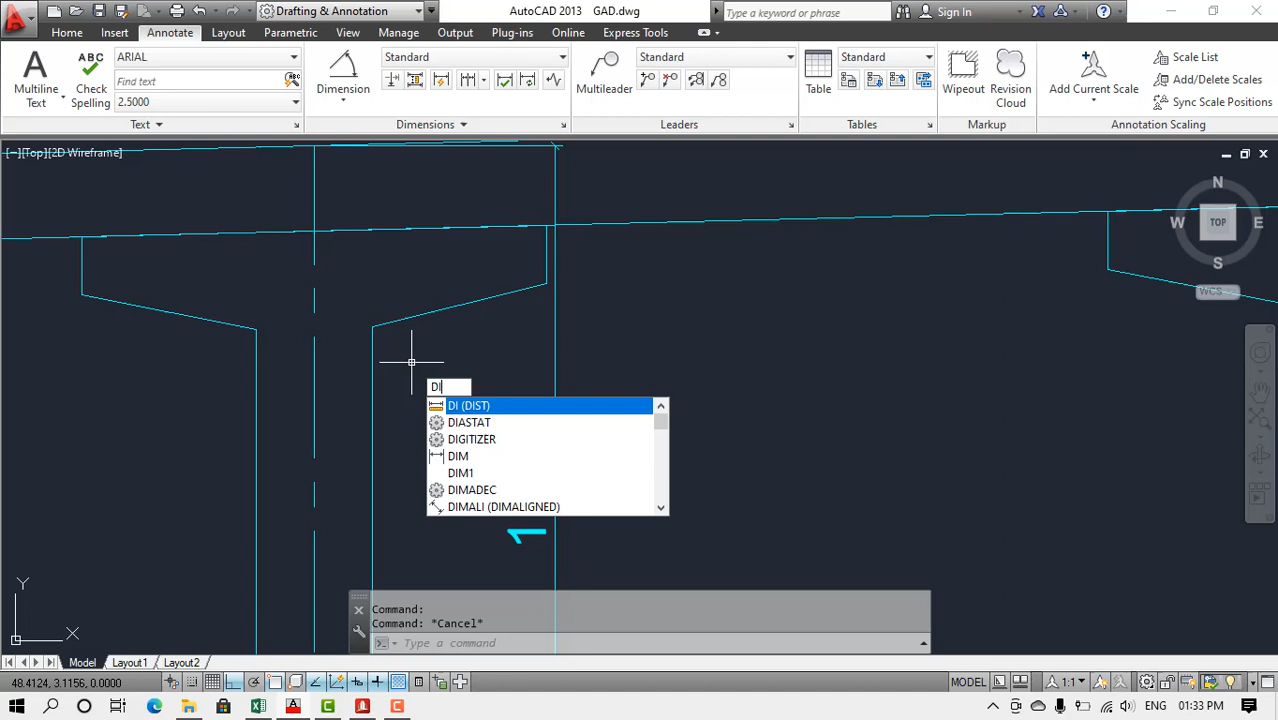 Drafting & Annotation
AutoCAD 2013 GAD.dwg
Type a keyword or phrase
Sign In
Home Insert Annotate Layout Parametric View Manage Output Plug-ins Online Express Tools
Multiline
Text
ABC
Check
Spelling
ARIAL
Find text
2.5000
Text
Dimension
Standard
Dimensions
Multileader
Standard
Leaders
Table
Standard
Tables
Wipeout
Revision
Cloud
Markup
Add Current Scale
Scale List
Add/Delete Scales
Sync Scale Positions
Annotation Scaling
[−][Top][2D Wireframe]
N
W TOP E
S
WCS
DI
DI (DIST)
DIASTAT
DIGITIZER
DIM
DIM1
DIMADEC
DIMALI (DIMALIGNED)
1
Y
X
Command:
Command: *Cancel*
Type a command
Model Layout1 Layout2
48.4124, 3.1156, 0.0000
MODEL
1:1
ENG 01:33 PM